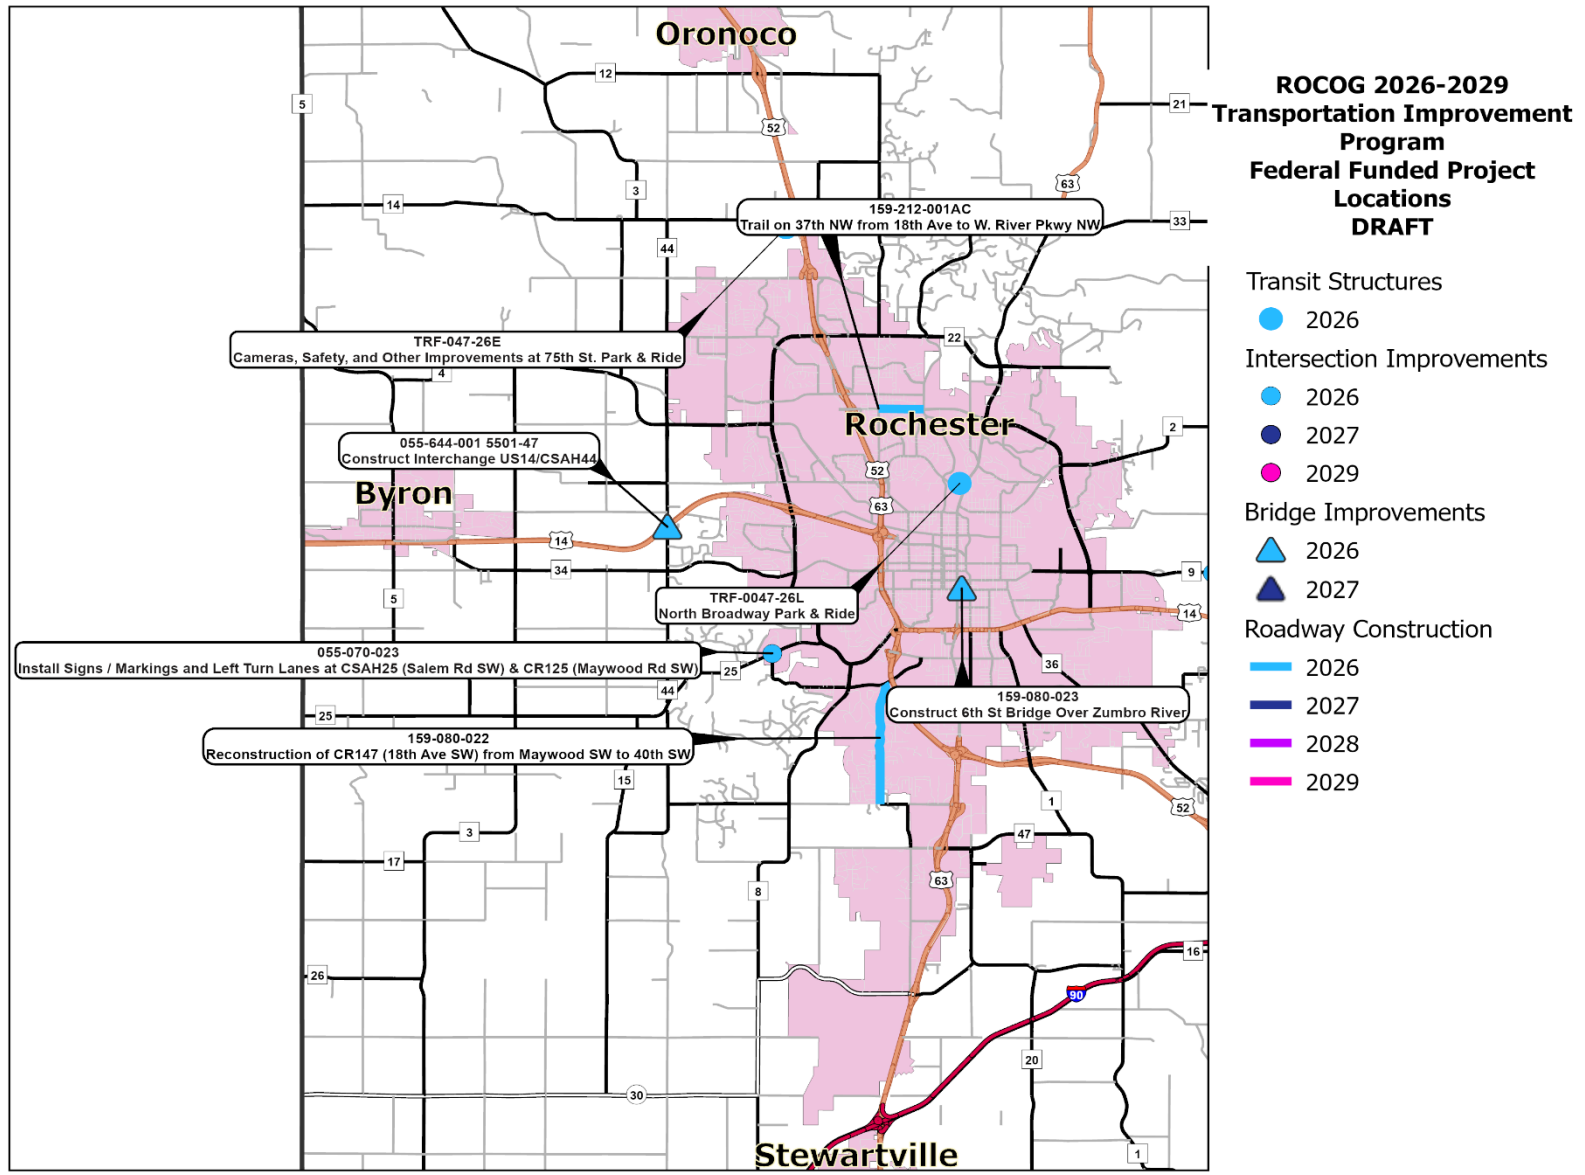 Oronoco
12
5
21
52
63
3
14
159-212-001AC
Trail on 37th NW from 18th Ave to W. River Pkwy NW
33
44
TRF-047-26E
Cameras, Safety, and Other Improvements at 75th St. Park & Ride
22
4
Rochester
2
055-644-001 5501-47
Construct Interchange US14/CSAH44
52
Byron
63
14
34
9
5
TRF-0047-26L
North Broadway Park & Ride
14
055-070-023
Install Signs / Markings and Left Turn Lanes at CSAH25 (Salem Rd SW) & CR125 (Maywood Rd SW)
25
36
44
159-080-023
Construct 6th St Bridge Over Zumbro River
25
159-080-022
Reconstruction of CR147 (18th Ave SW) from Maywood SW to 40th SW
15
1
52
3
47
17
63
8
16
26
90
20
30
Stewartville
1
ROCOG 2026-2029
Transportation Improvement
Program
Federal Funded Project
Locations
DRAFT
Transit Structures
2026
Intersection Improvements
2026
2027
2029
Bridge Improvements
2026
2027
Roadway Construction
2026
2027
2028
2029